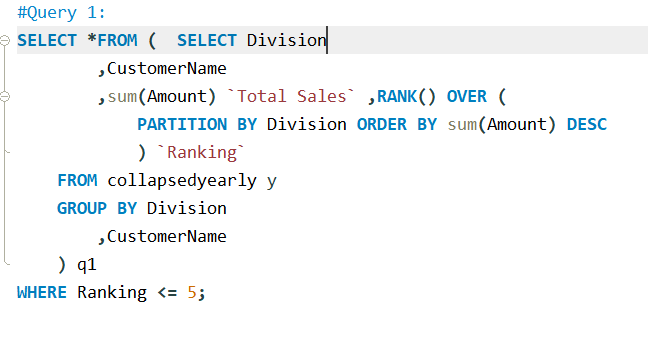 #Query 1:
SELECT *FROM (  SELECT Division
,CustomerName
,sum(Amount) `Total Sales` ,RANK() OVER (
PARTITION BY Division ORDER BY sum(Amount) DESC
) `Ranking`
FROM collapsedyearly y
GROUP BY Division
,CustomerName
) q1
WHERE Ranking <= 5;